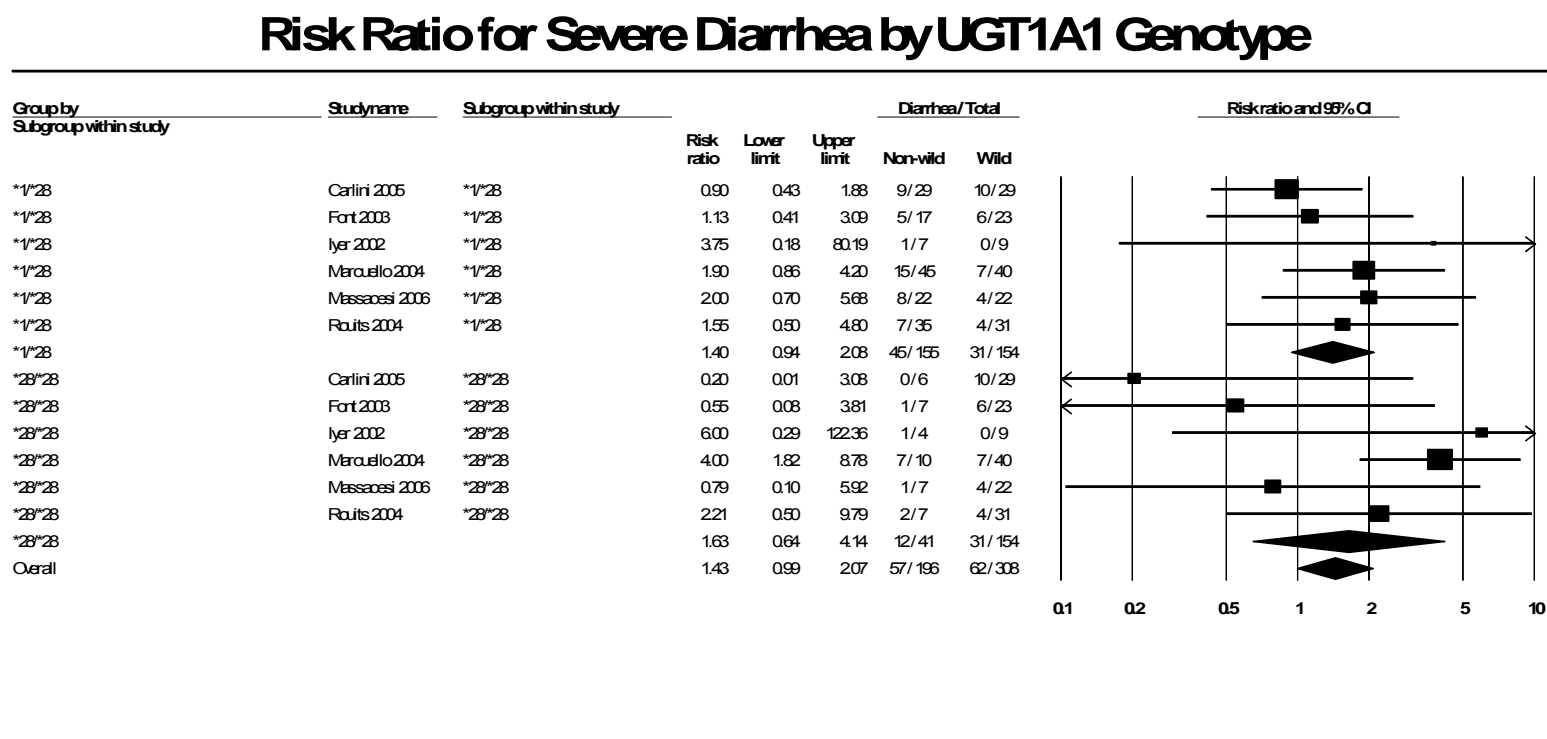 Risk Ratio for Severe Diarrhea by UGT1A1 Genotype
Group by Study name Subgroup within study Diarrhea / Total Risk ratio and 95% CI
Subgroup within study
Risk Lower Upper
ratio limit limit Non-wild Wild
*1/*28 Carlini 2005 *1/*28 0.90 0.43 1.88 9 / 29 10 / 29
*1/*28 Font 2003 *1/*28 1.13 0.41 3.09 5 / 17 6 / 23
*1/*28 Iyer 2002 *1/*28 3.75 0.18 80.19 1 / 7 0 / 9
*1/*28 Marcuello 2004 *1/*28 1.90 0.86 4.20 15 / 45 7 / 40
*1/*28 Massacesi 2006 *1/*28 2.00 0.70 5.68 8 / 22 4 / 22
*1/*28 Rouits 2004 *1/*28 1.55 0.50 4.80 7 / 35 4 / 31
*1/*28 1.40 0.94 2.08 45 / 155 31 / 154
*28/*28 Carlini 2005 *28/*28 0.20 0.01 3.08 0 / 6 10 / 29
*28/*28 Font 2003 *28/*28 0.55 0.08 3.81 1 / 7 6 / 23
*28/*28 Iyer 2002 *28/*28 6.00 0.29 122.36 1 / 4 0 / 9
*28/*28 Marcuello 2004 *28/*28 4.00 1.82 8.78 7 / 10 7 / 40
*28/*28 Massacesi 2006 *28/*28 0.79 0.10 5.92 1 / 7 4 / 22
*28/*28 Rouits 2004 *28/*28 2.21 0.50 9.79 2 / 7 4 / 31
*28/*28 1.63 0.64 4.14 12 / 41 31 / 154
Overall 1.43 0.99 2.07 57 / 196 62 / 308
0.1 0.2 0.5 1 2 5 10